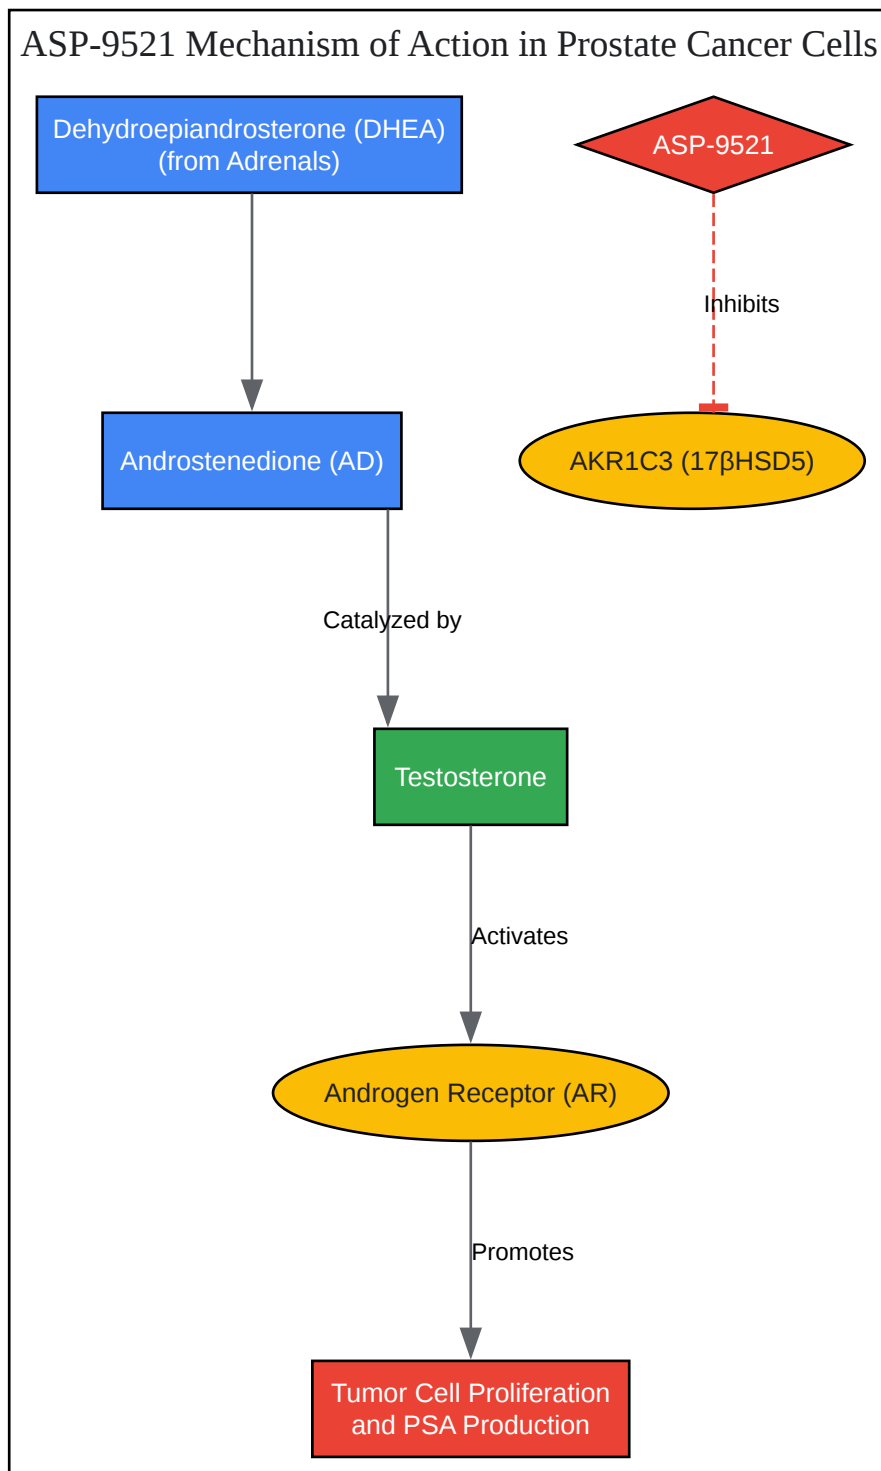 ASP-9521 Mechanism of Action in Prostate Cancer Cells
Dehydroepiandrosterone (DHEA)
(from Adrenals)
ASP-9521
Inhibits
Androstenedione (AD)
AKR1C3 (17βHSD5)
Catalyzed by
Testosterone
Activates
Androgen Receptor (AR)
Promotes
Tumor Cell Proliferation
and PSA Production